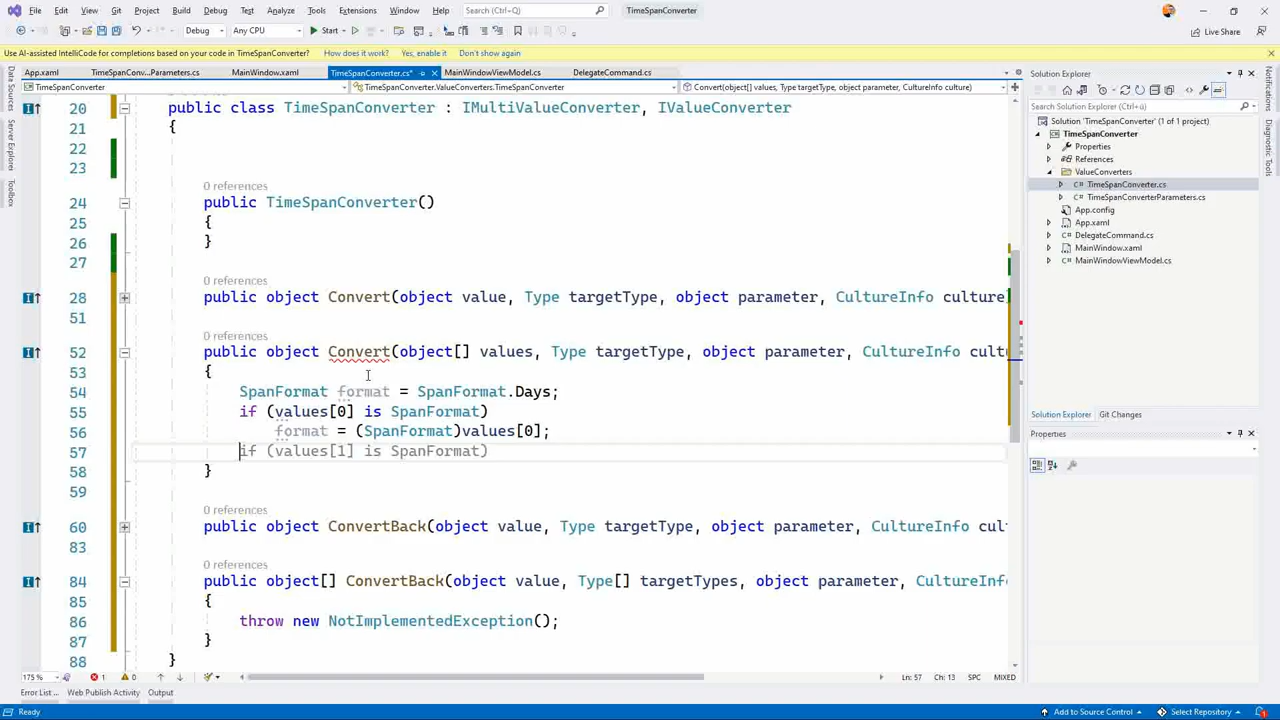 File Edit View Git Project Build Debug Test Analyze Tools Extensions Window Help Search (Ctrl+Q) TimeSpanConverter
Debug Any CPU Start Live Share
Use AI-assisted IntelliCode for completions based on your code in TimeSpanConverter? How does it work? Yes, enable it Don't show again
App.xaml TimeSpanConv...Parameters.cs MainWindow.xaml TimeSpanConverter.cs* MainWindowViewModel.cs DelegateCommand.cs
TimeSpanConverter TimeSpanConverter.ValueConverters.TimeSpanConverter Convert(object[] values, Type targetType, object parameter, CultureInfo culture)
20 public class TimeSpanConverter : IMultiValueConverter, IValueConverter
21 {
22
23
0 references
24 public TimeSpanConverter()
25 {
26 }
27
0 references
28 public object Convert(object value, Type targetType, object parameter, CultureInfo culture
51
0 references
52 public object Convert(object[] values, Type targetType, object parameter, CultureInfo cultu
53 {
54 SpanFormat format = SpanFormat.Days;
55 if (values[0] is SpanFormat)
56 format = (SpanFormat)values[0];
57 if (values[1] is SpanFormat)
58 }
59
0 references
60 public object ConvertBack(object value, Type targetType, object parameter, CultureInfo cul
83
0 references
84 public object[] ConvertBack(object value, Type[] targetTypes, object parameter, CultureInf
85 {
86 throw new NotImplementedException();
87 }
88 }
175 % 1 0 Ln: 57 Ch: 13 SPC MIXED
Error List ... Web Publish Activity Output
Ready Add to Source Control Select Repository 1
Data Sources
Server Explorer
Toolbox
Solution Explorer
Search Solution Explorer (Ctrl+ù)
Solution 'TimeSpanConverter' (1 of 1 project)
TimeSpanConverter
Properties
References
ValueConverters
C# TimeSpanConverter.cs
C# TimeSpanConverterParameters.cs
App.config
App.xaml
C# DelegateCommand.cs
MainWindow.xaml
C# MainWindowViewModel.cs
Solution Explorer Git Changes
Properties
Notifications
Diagnostic Tools